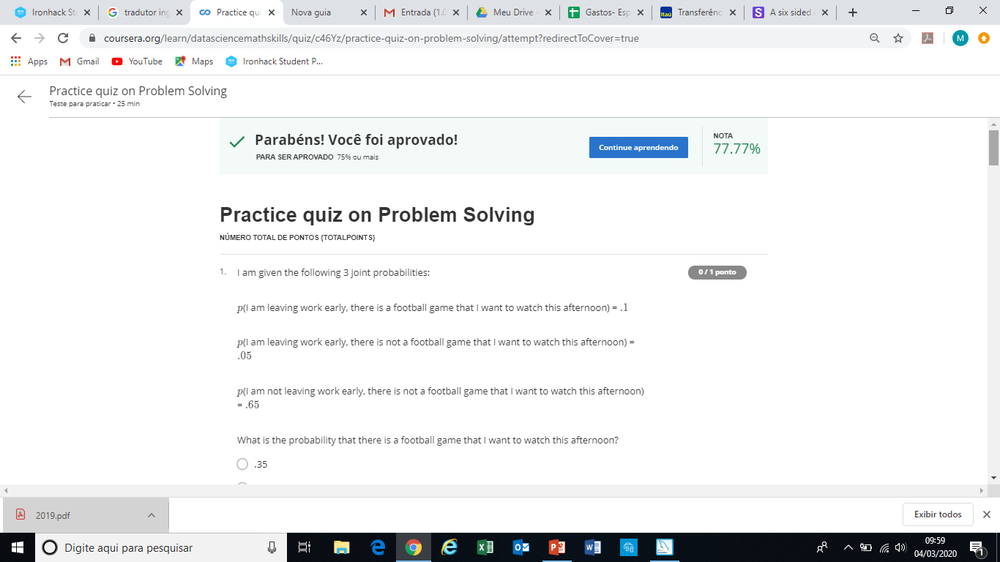 Ironhack St
tradutor ing
Practice qui
Nova guia
Entrada (1.0
Meu Drive -
Gastos- Esp
Itaú
Transferênc
A six sided
coursera.org/learn/datasciencemathskills/quiz/c46Yz/practice-quiz-on-problem-solving/attempt?redirectToCover=true
M
Apps
Gmail
YouTube
Maps
Ironhack Student P...
Practice quiz on Problem Solving
Teste para praticar • 25 min
Parabéns! Você foi aprovado!
PARA SER APROVADO 75% ou mais
Continue aprendendo
NOTA
77.77%
Practice quiz on Problem Solving
NÚMERO TOTAL DE PONTOS {TOTALPOINTS}
1. I am given the following 3 joint probabilities:
0 / 1 ponto
p(I am leaving work early, there is a football game that I want to watch this afternoon) = .1
p(I am leaving work early, there is not a football game that I want to watch this afternoon) =
.05
p(I am not leaving work early, there is not a football game that I want to watch this afternoon)
= .65
What is the probability that there is a football game that I want to watch this afternoon?
.35
2019.pdf
Exibir todos
Digite aqui para pesquisar
09:59
04/03/2020
1